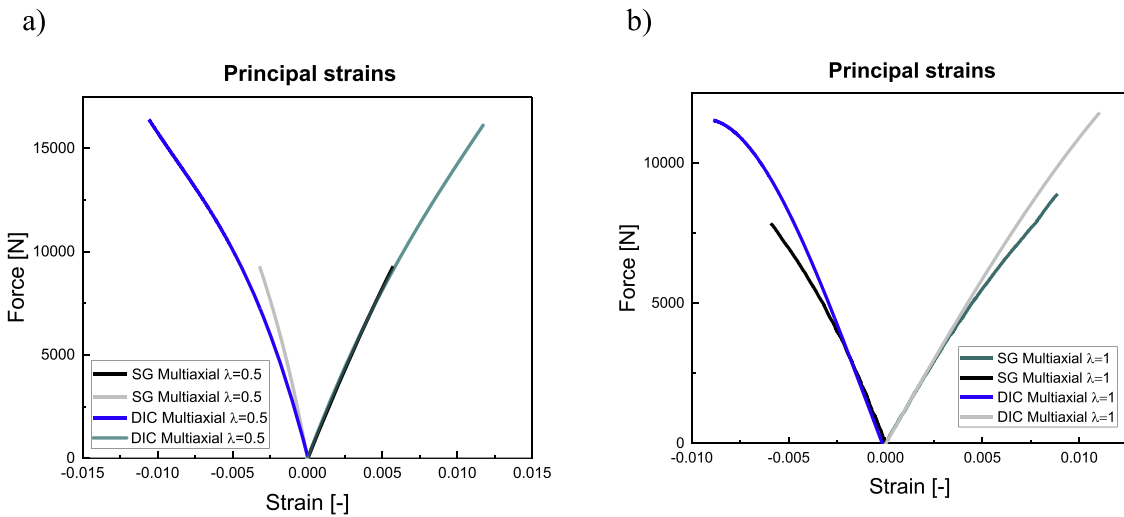 a)
Principal strains
15000
10000
5000
0
Force [N]
SG Multiaxial λ=0.5
SG Multiaxial λ=0.5
DIC Multiaxial λ=0.5
DIC Multiaxial λ=0.5
-0.015 -0.010 -0.005 0.000 0.005 0.010 0.015
Strain [-]
b)
Principal strains
10000
5000
0
Force [N]
SG Multiaxial λ=1
SG Multiaxial λ=1
DIC Multiaxial λ=1
DIC Multiaxial λ=1
-0.010 -0.005 0.000 0.005 0.010
Strain [-]